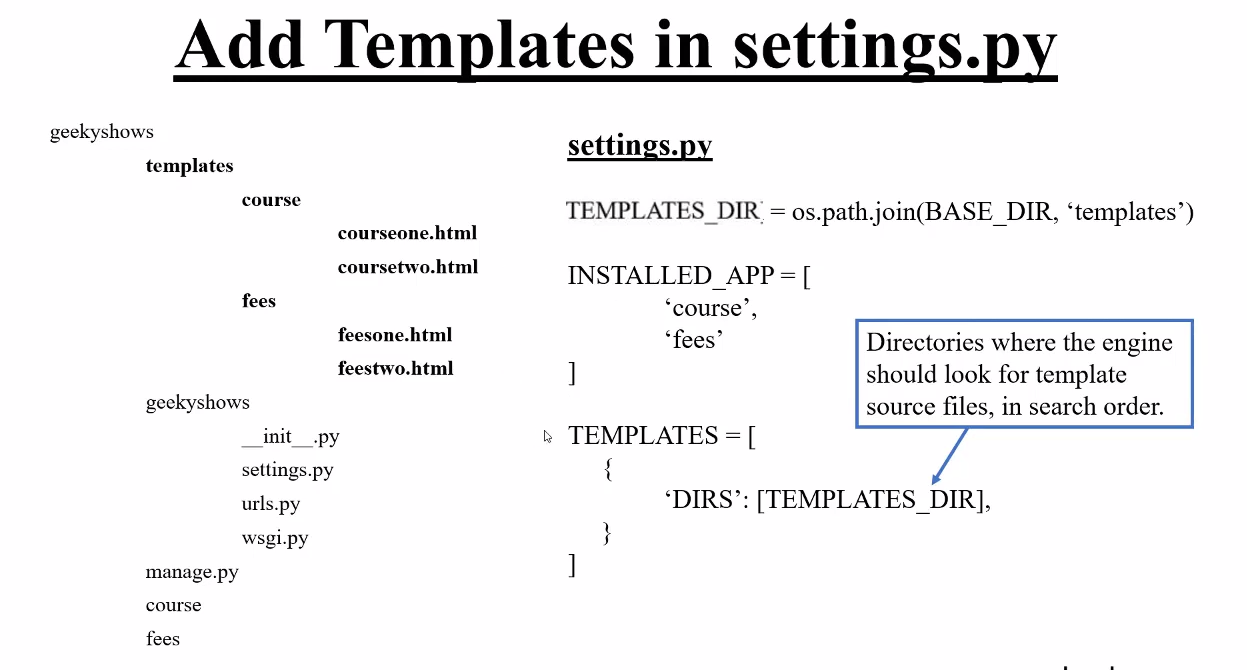 Add Templates in settings.py
geekyshows
templates
course
courseone.html
coursetwo.html
fees
feesone.html
feestwo.html
geekyshows
__init__.py
settings.py
urls.py
wsgi.py
manage.py
course
fees
settings.py
TEMPLATES_DIR = os.path.join(BASE_DIR, ‘templates’)
INSTALLED_APP = [
‘course’,
‘fees’
]
Directories where the engine
should look for template
source files, in search order.
TEMPLATES = [
{
‘DIRS’: [TEMPLATES_DIR],
}
]